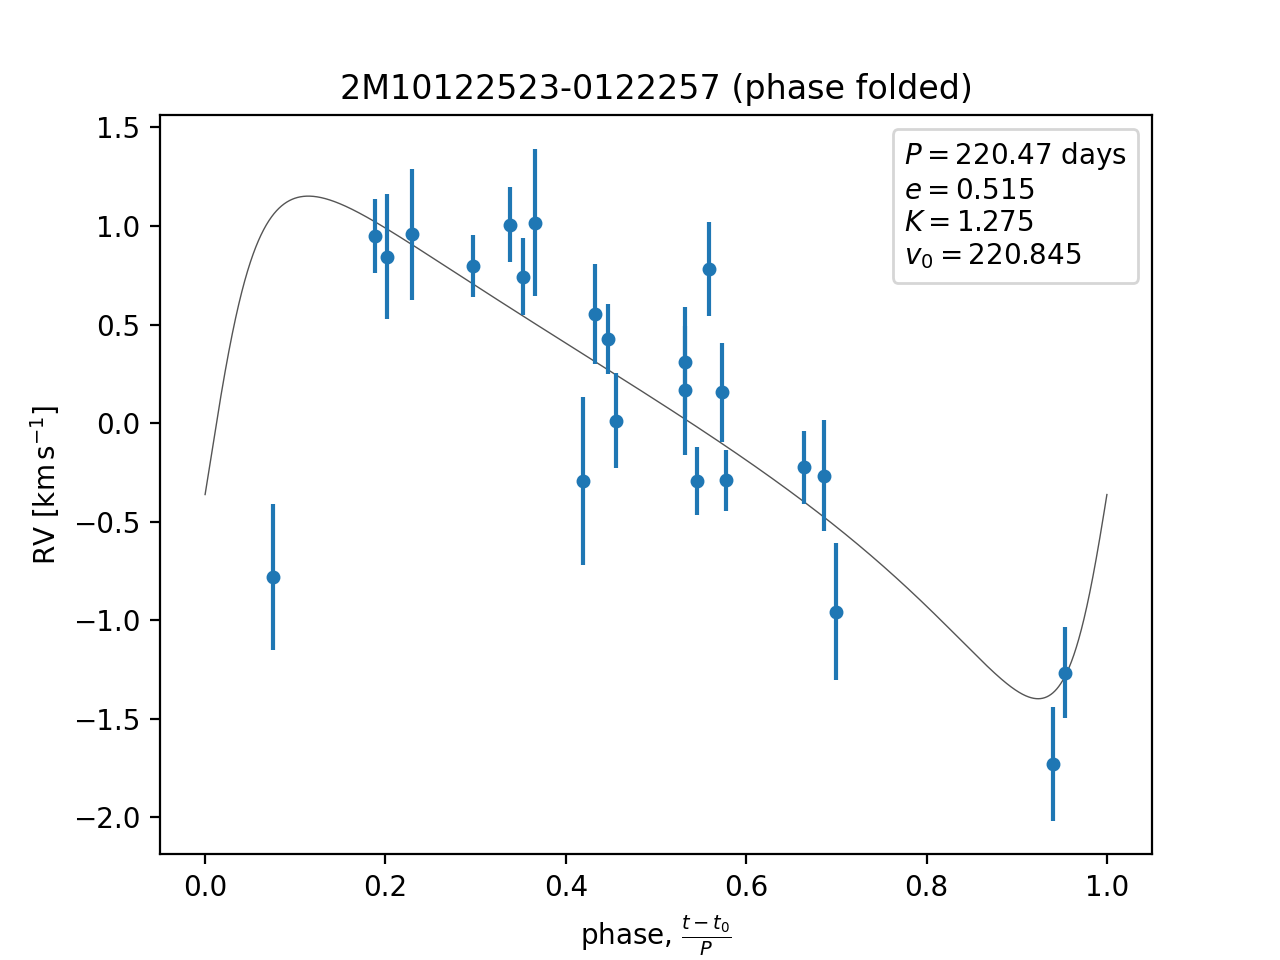 2M10122523-0122257 (phase folded)
P = 220.47 days
e = 0.515
K = 1.275
v₀ = 220.845
RV [km s⁻¹]
1.5
1.0
0.5
0.0
−0.5
−1.0
−1.5
−2.0
0.0 0.2 0.4 0.6 0.8 1.0
phase, (t − t₀)/P